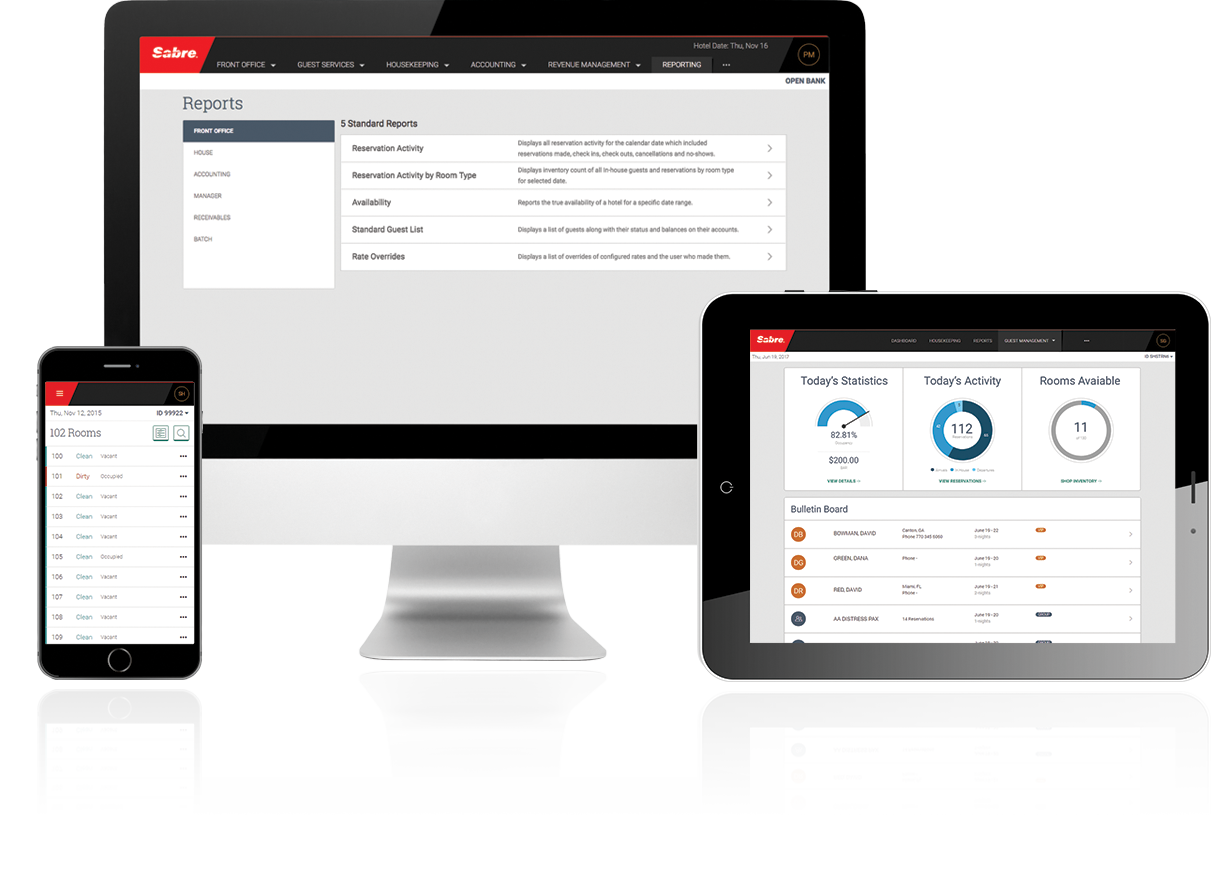 Sabre.
Hotel Date: Thu, Nov 16
PM
FRONT OFFICE
GUEST SERVICES
HOUSEKEEPING
ACCOUNTING
REVENUE MANAGEMENT
REPORTING
OPEN BANK
Reports
FRONT OFFICE
HOUSE
ACCOUNTING
MANAGER
RECEIVABLES
BATCH
5 Standard Reports
Reservation Activity
Displays all reservation activity for the calendar date which included
reservations made, check ins, check outs, cancellations and no-shows.
Reservation Activity by Room Type
Displays inventory count of all in-house guests and reservations by room type
for selected date.
Availability
Reports the true availability of a hotel for a specific date range.
Standard Guest List
Displays a list of guests along with their status and balances on their accounts.
Rate Overrides
Displays a list of overrides of configured rates and the user who made them.
SH
Thu, Nov 12, 2015
ID 99922
102 Rooms
100 Clean Vacant
101 Dirty Occupied
102 Clean Vacant
103 Clean Vacant
104 Clean Vacant
105 Clean Occupied
106 Clean Vacant
107 Clean Vacant
108 Clean Vacant
109 Clean Vacant
Sabre.
DASHBOARD
HOUSEKEEPING
REPORTS
GUEST MANAGEMENT
SG
Thu, Jun 19, 2017
Today's Statistics
82.81%
Occupancy
$200.00
VIEW DETAILS
Today's Activity
112
Reservations
Arrivals In-House Departures
VIEW RESERVATIONS
Rooms Avaiable
11
SHOP INVENTORY
Bulletin Board
DB BOWMAN, DAVID
Canton, GA
Phone 770 345 6000
June 19 - 22
3 nights
VIP
DG GREEN, DANA
Phone -
June 19 - 20
1 nights
VIP
DR RED, DAVID
Miami, FL
Phone -
June 19 - 21
2 nights
VIP
AA DISTRESS PAX
14 Reservations
June 19 - 20
1 nights
GROUP